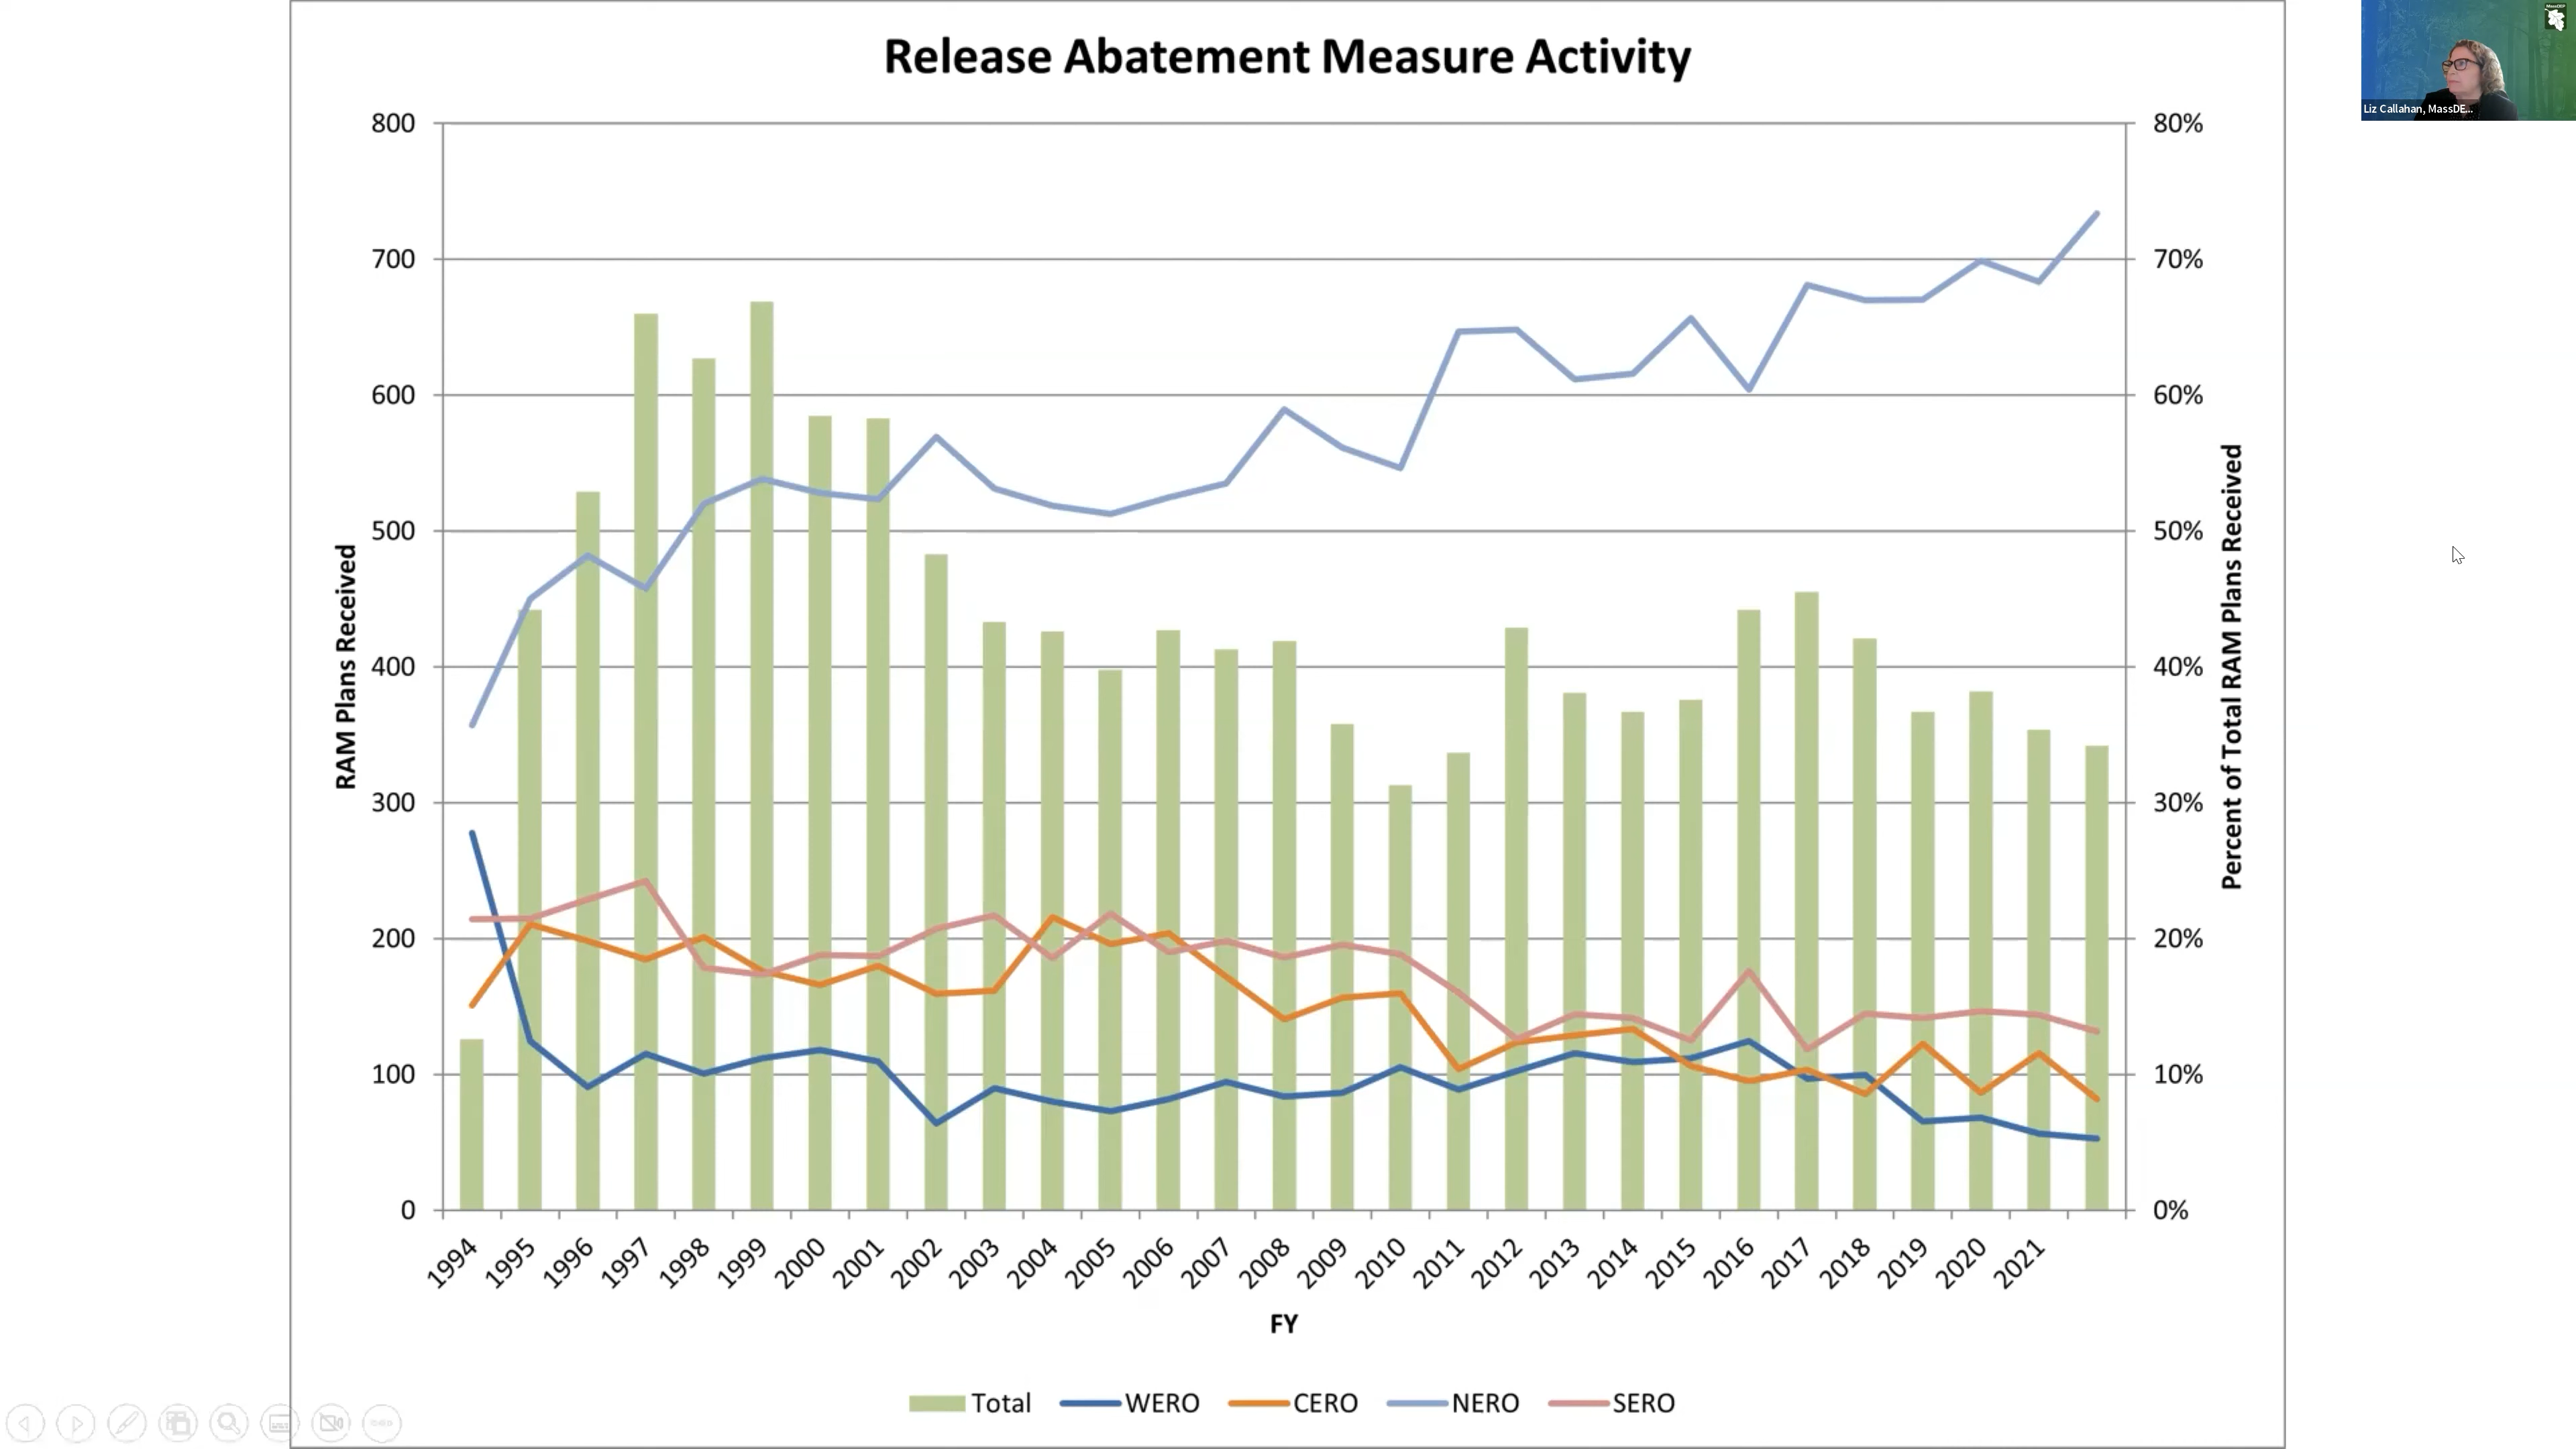 Release Abatement Measure Activity
MassDEP
Liz Callahan, MassDE...
RAM Plans Received
800
700
600
500
400
300
200
100
0
80%
70%
60%
50%
40%
30%
20%
10%
0%
Percent of Total RAM Plans Received
1994 1995 1996 1997 1998 1999 2000 2001 2002 2003 2004 2005 2006 2007 2008 2009 2010 2011 2012 2013 2014 2015 2016 2017 2018 2019 2020 2021
FY
Total WERO CERO NERO SERO